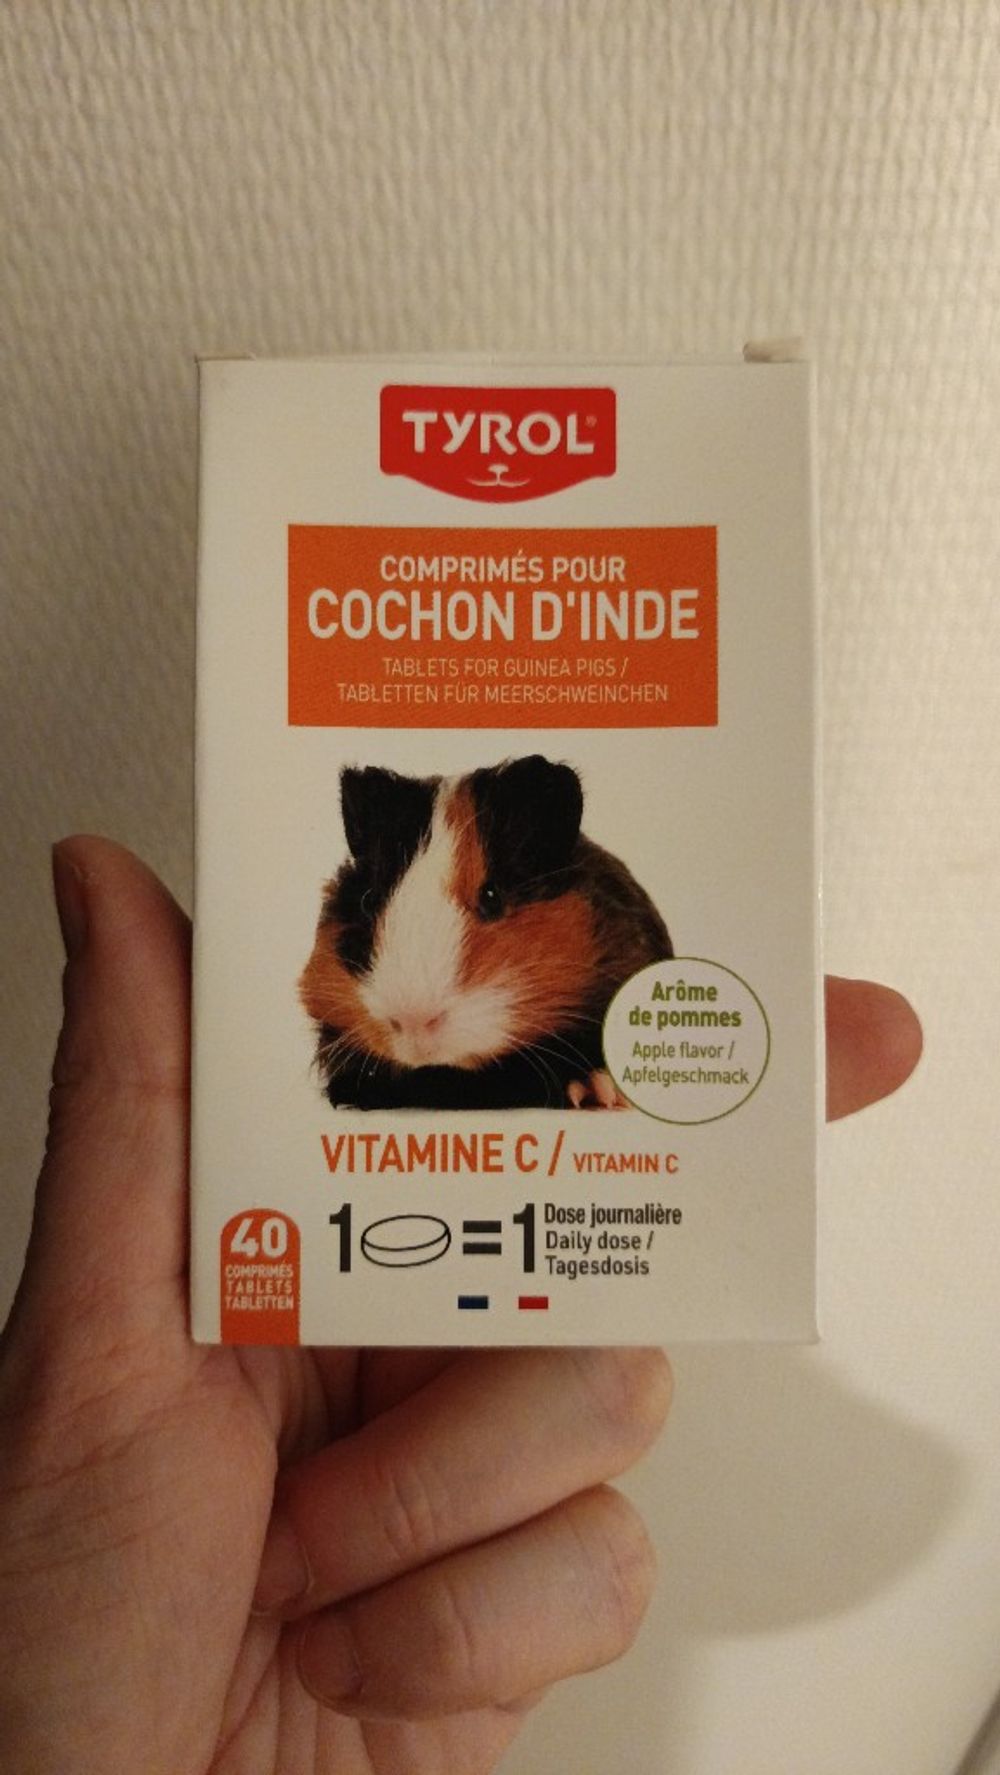 TYROL®
COMPRIMÉS POUR
COCHON D'INDE
TABLETS FOR GUINEA PIGS /
TABLETTEN FÜR MEERSCHWEINCHEN
Arôme
de pommes
Apple flavor /
Apfelgeschmack
VITAMINE C / VITAMIN C
40
COMPRIMÉS
TABLETS
TABLETTEN
1 = 1
Dose journalière
Daily dose /
Tagesdosis